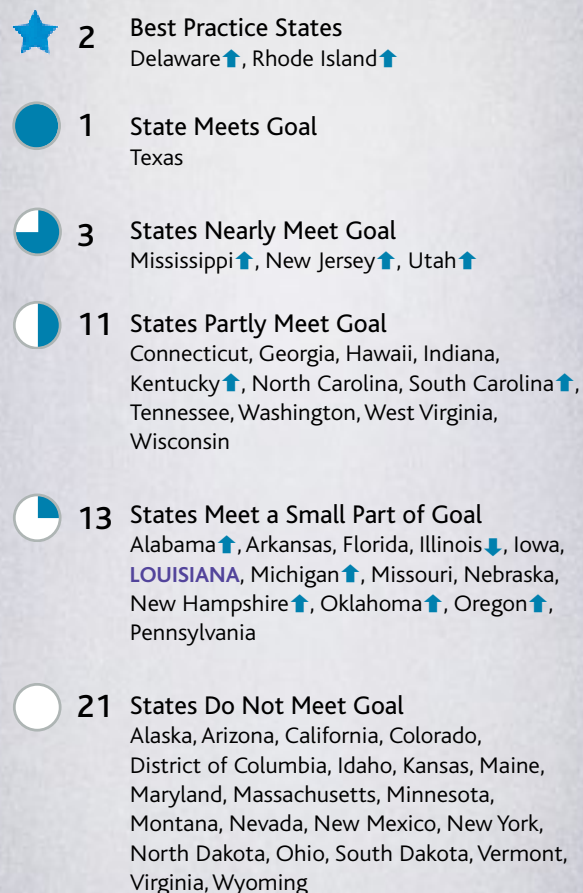 2 Best Practice States
Delaware⬆, Rhode Island⬆
1 State Meets Goal
Texas
3 States Nearly Meet Goal
Mississippi⬆, New Jersey⬆, Utah⬆
11 States Partly Meet Goal
Connecticut, Georgia, Hawaii, Indiana,
Kentucky⬆, North Carolina, South Carolina⬆,
Tennessee, Washington, West Virginia,
Wisconsin
13 States Meet a Small Part of Goal
Alabama⬆, Arkansas, Florida, Illinois⬇, Iowa,
LOUISIANA, Michigan⬆, Missouri, Nebraska,
New Hampshire⬆, Oklahoma⬆, Oregon⬆,
Pennsylvania
21 States Do Not Meet Goal
Alaska, Arizona, California, Colorado,
District of Columbia, Idaho, Kansas, Maine,
Maryland, Massachusetts, Minnesota,
Montana, Nevada, New Mexico, New York,
North Dakota, Ohio, South Dakota, Vermont,
Virginia, Wyoming